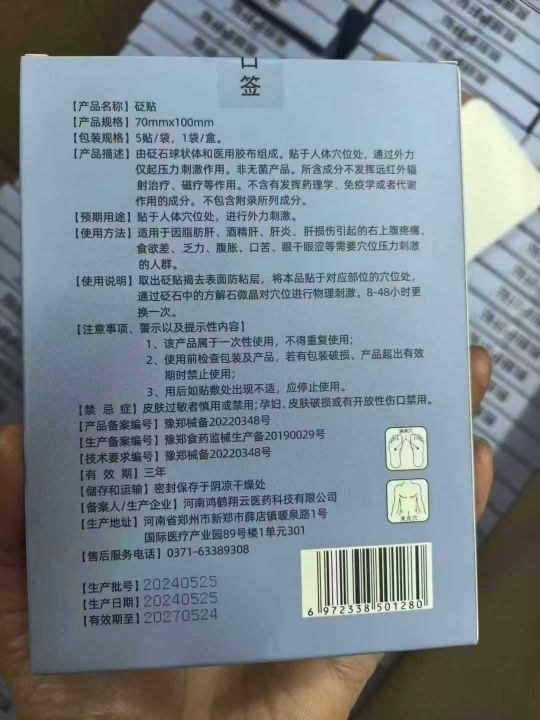 口
签
【产品名称】砭贴
【产品规格】70mmx100mm
【包装规格】5贴/袋，1袋/盒。
【产品描述】由砭石球状体和医用胶布组成。贴于人体穴位处，通过外力
仅起压力刺激作用。非无菌产品。所含成分不发挥远红外辐
射治疗、磁疗等作用。不含有发挥药理学、免疫学或者代谢
作用的成分。不包含附录所列成分。
【预期用途】贴于人体穴位处，进行外力刺激。
【使用方法】适用于因脂肪肝、酒精肝、肝炎、肝损伤引起的右上腹疼痛、
食欲差、乏力、腹胀、口苦、眼干眼涩等需要穴位压力刺激
的人群。
【使用说明】取出砭贴揭去表面防粘层，将本品贴于对应部位的穴位处，
通过砭石中的方解石微晶对穴位进行物理刺激。8-48小时更
换一次。
【注意事项、警示以及提示性内容】
1、该产品属于一次性使用，不得重复使用；
2、使用前检查包装及产品，若有包装破损、产品超出有效
期时禁止使用；
3、用后如贴敷处出现不适，应停止使用。
【禁 忌 症】皮肤过敏者慎用或禁用；孕妇、皮肤破损或有开放性伤口禁用。
【产品备案编号】豫郑械备20220348号
【生产备案编号】豫郑食药监械生产备20190029号
【技术要求编号】豫郑械备20220348号
【有 效 期】三年
【储存和运输】密封保存于阴凉干燥处
【备案人/生产企业】河南鸿鹤翔云医药科技有限公司
【生产地址】河南省郑州市新郑市薛店镇暖泉路1号
国际医疗产业园89号楼1单元301
【售后服务电话】0371-63389308
涌泉穴
天元穴
【生产批号】20240525
【生产日期】20240525
【有效期至】20270524
6 972338 501280